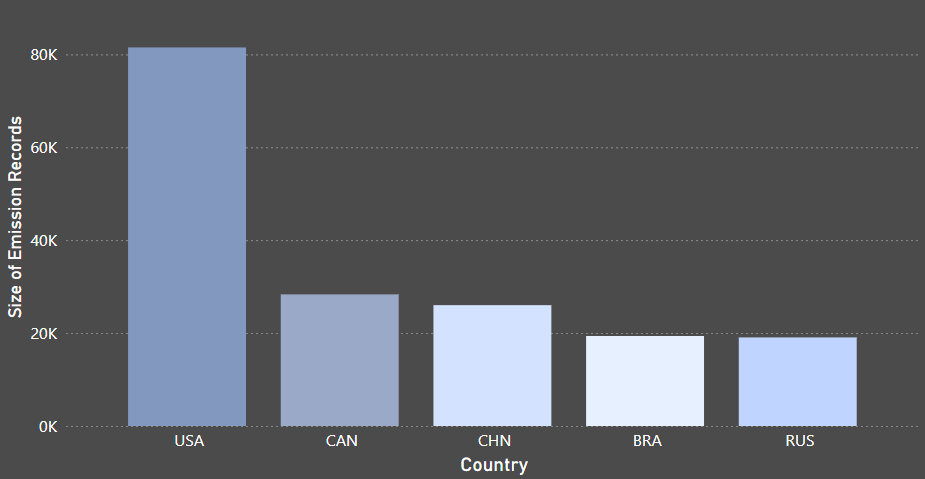 Size of Emission Records
80K
60K
40K
20K
0K
USA CAN CHN BRA RUS
Country